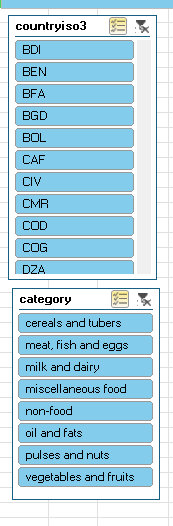 countryiso3
BDI
BEN
BFA
BGD
BOL
CAF
CIV
CMR
COD
COG
DZA
category
cereals and tubers
meat, fish and eggs
milk and dairy
miscellaneous food
non-food
oil and fats
pulses and nuts
vegetables and fruits